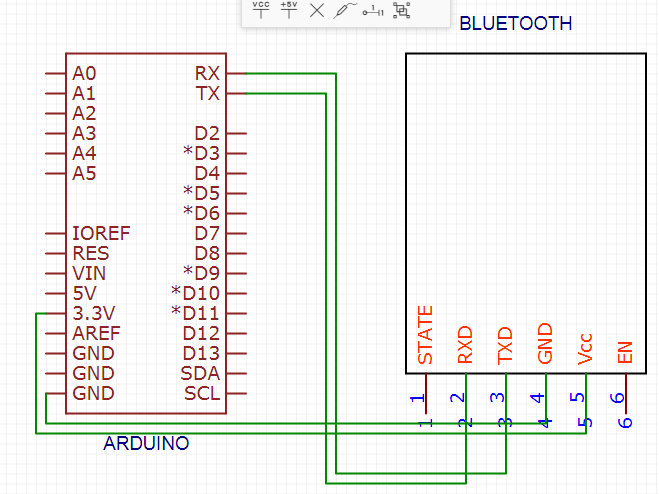 VCC +5V
BLUETOOTH
A0 RX
A1 TX
A2
A3 D2
A4 *D3
A5 D4
*D5
*D6
IOREF D7
RES D8
VIN *D9
5V *D10
3.3V *D11
AREF D12
GND D13
GND SDA
GND SCL
ARDUINO
STATE RXD TXD GND Vcc EN
1 2 3 4 5 6
1 2 3 4 5 6